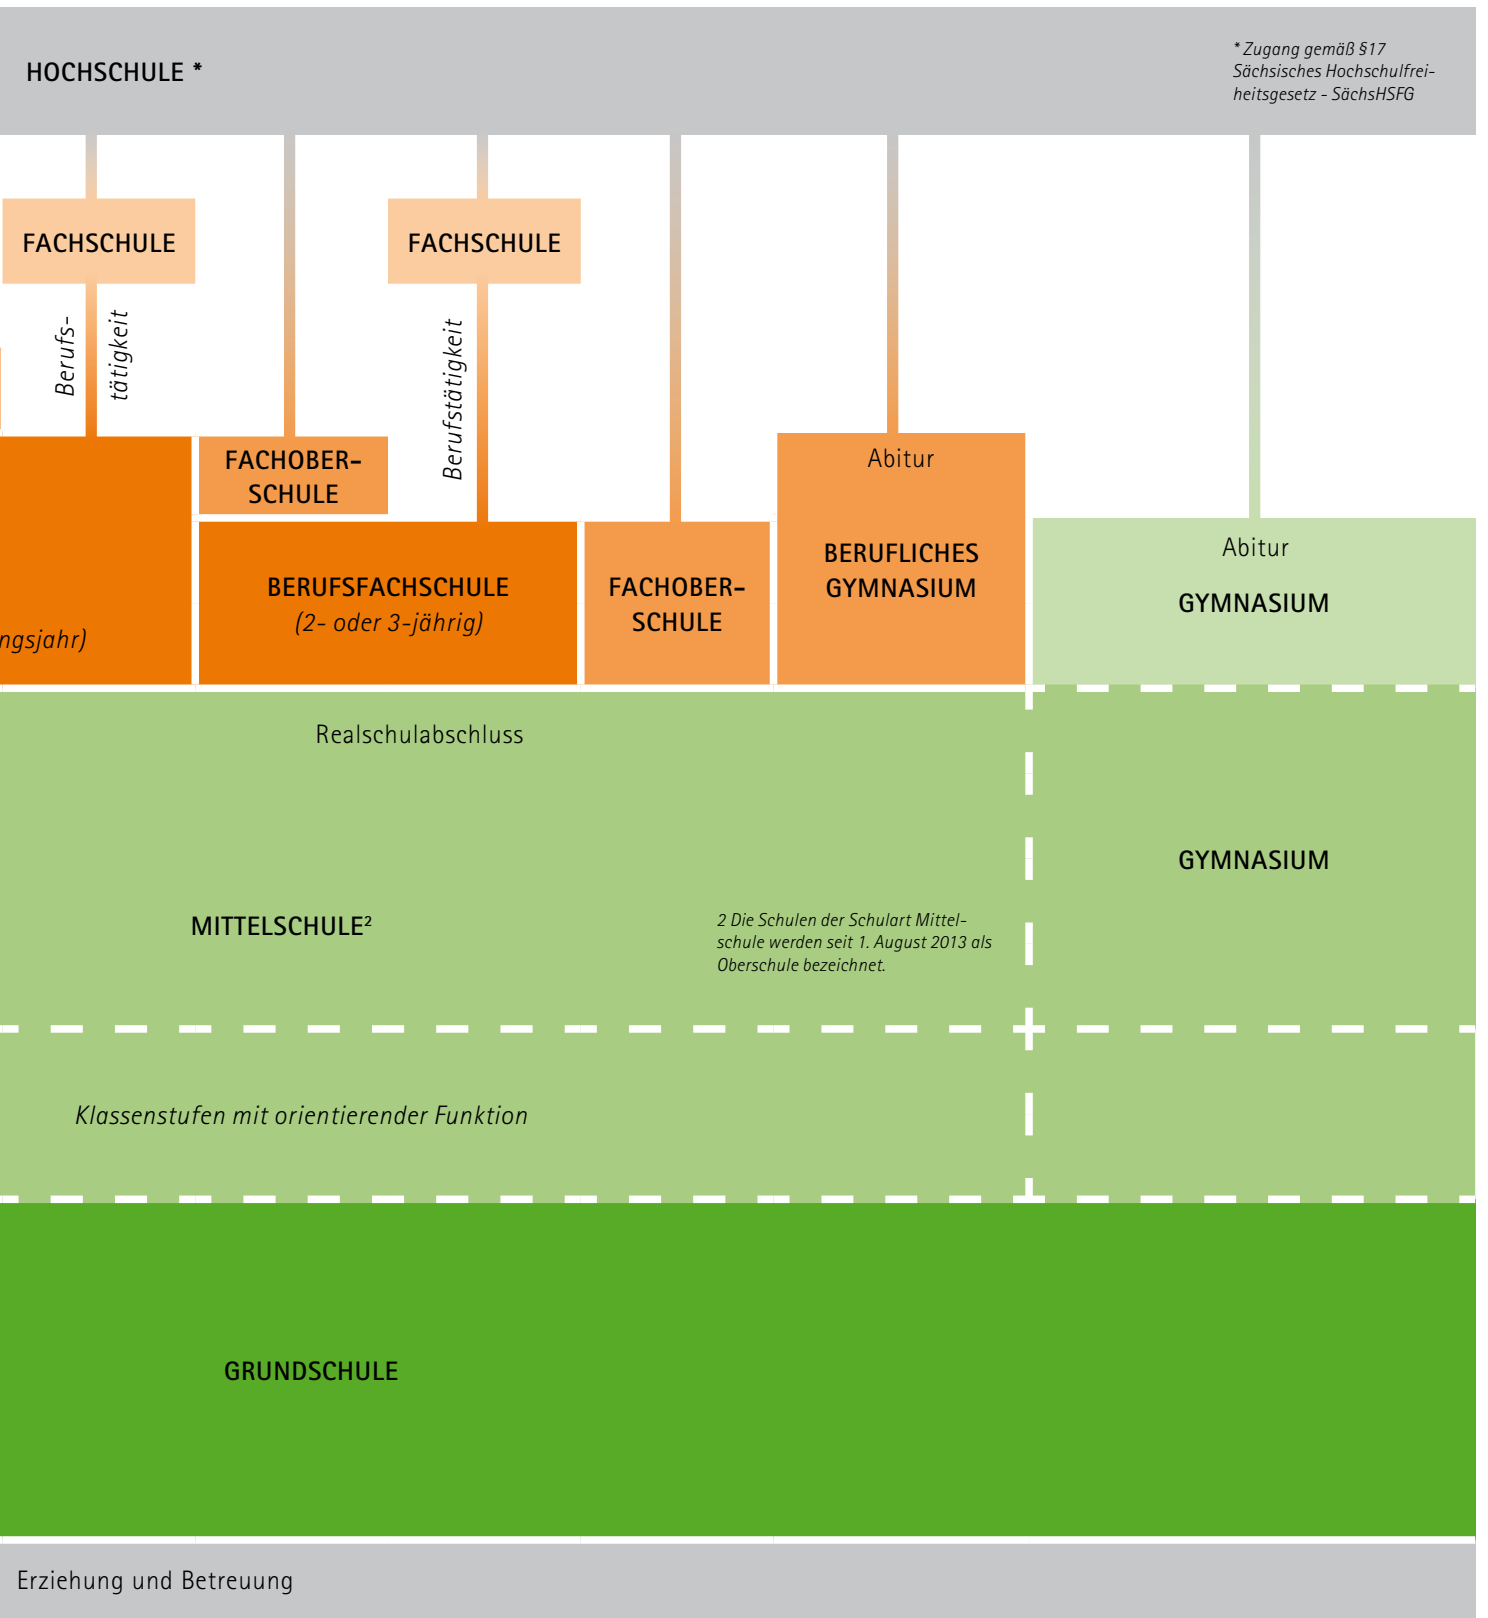 HOCHSCHULE *
* Zugang gemäß §17
Sächsisches Hochschulfrei-
heitsgesetz - SächsHSFG
FACHSCHULE
FACHSCHULE
Berufs-
tätigkeit
Berufstätigkeit
FACHOBER-
SCHULE
Abitur
BERUFLICHES
GYMNASIUM
Abitur
GYMNASIUM
BERUFSFACHSCHULE
(2- oder 3-jährig)
FACHOBER-
SCHULE
ngsjahr)
Realschulabschluss
GYMNASIUM
MITTELSCHULE²
2 Die Schulen der Schulart Mittel-
schule werden seit 1. August 2013 als
Oberschule bezeichnet.
Klassenstufen mit orientierender Funktion
GRUNDSCHULE
Erziehung und Betreuung